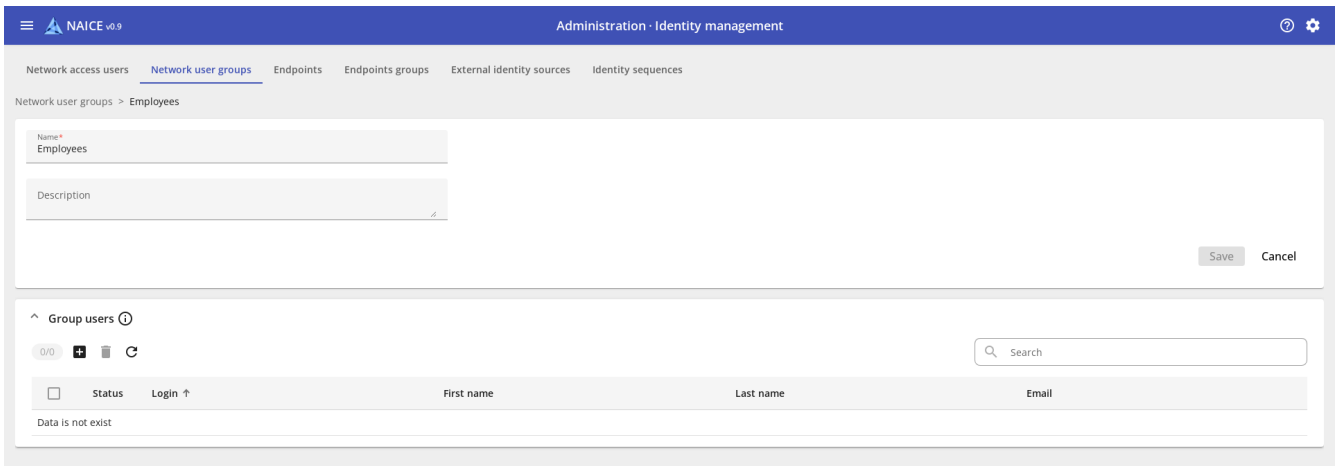 NAICE v0.9
Administration · Identity management
Network access users Network user groups Endpoints Endpoints groups External identity sources Identity sequences
Network user groups > Employees
Name*
Employees
Description
Save Cancel
Group users
0/0 Search
Status Login ↑ First name Last name Email
Data is not exist